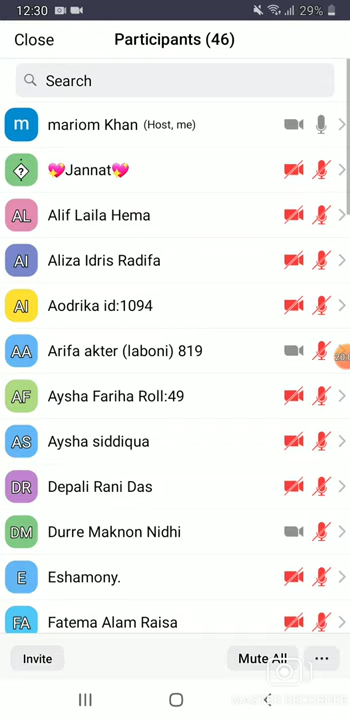 12:30
29%
Close
Participants (46)
Search
m
mariom Khan (Host, me)
?
💖Jannat💖
AL
Alif Laila Hema
AI
Aliza Idris Radifa
AI
Aodrika id:1094
AA
Arifa akter (laboni) 819
AF
Aysha Fariha Roll:49
AS
Aysha siddiqua
DR
Depali Rani Das
DM
Durre Maknon Nidhi
E
Eshamony.
FA
Fatema Alam Raisa
Invite
Mute All
...